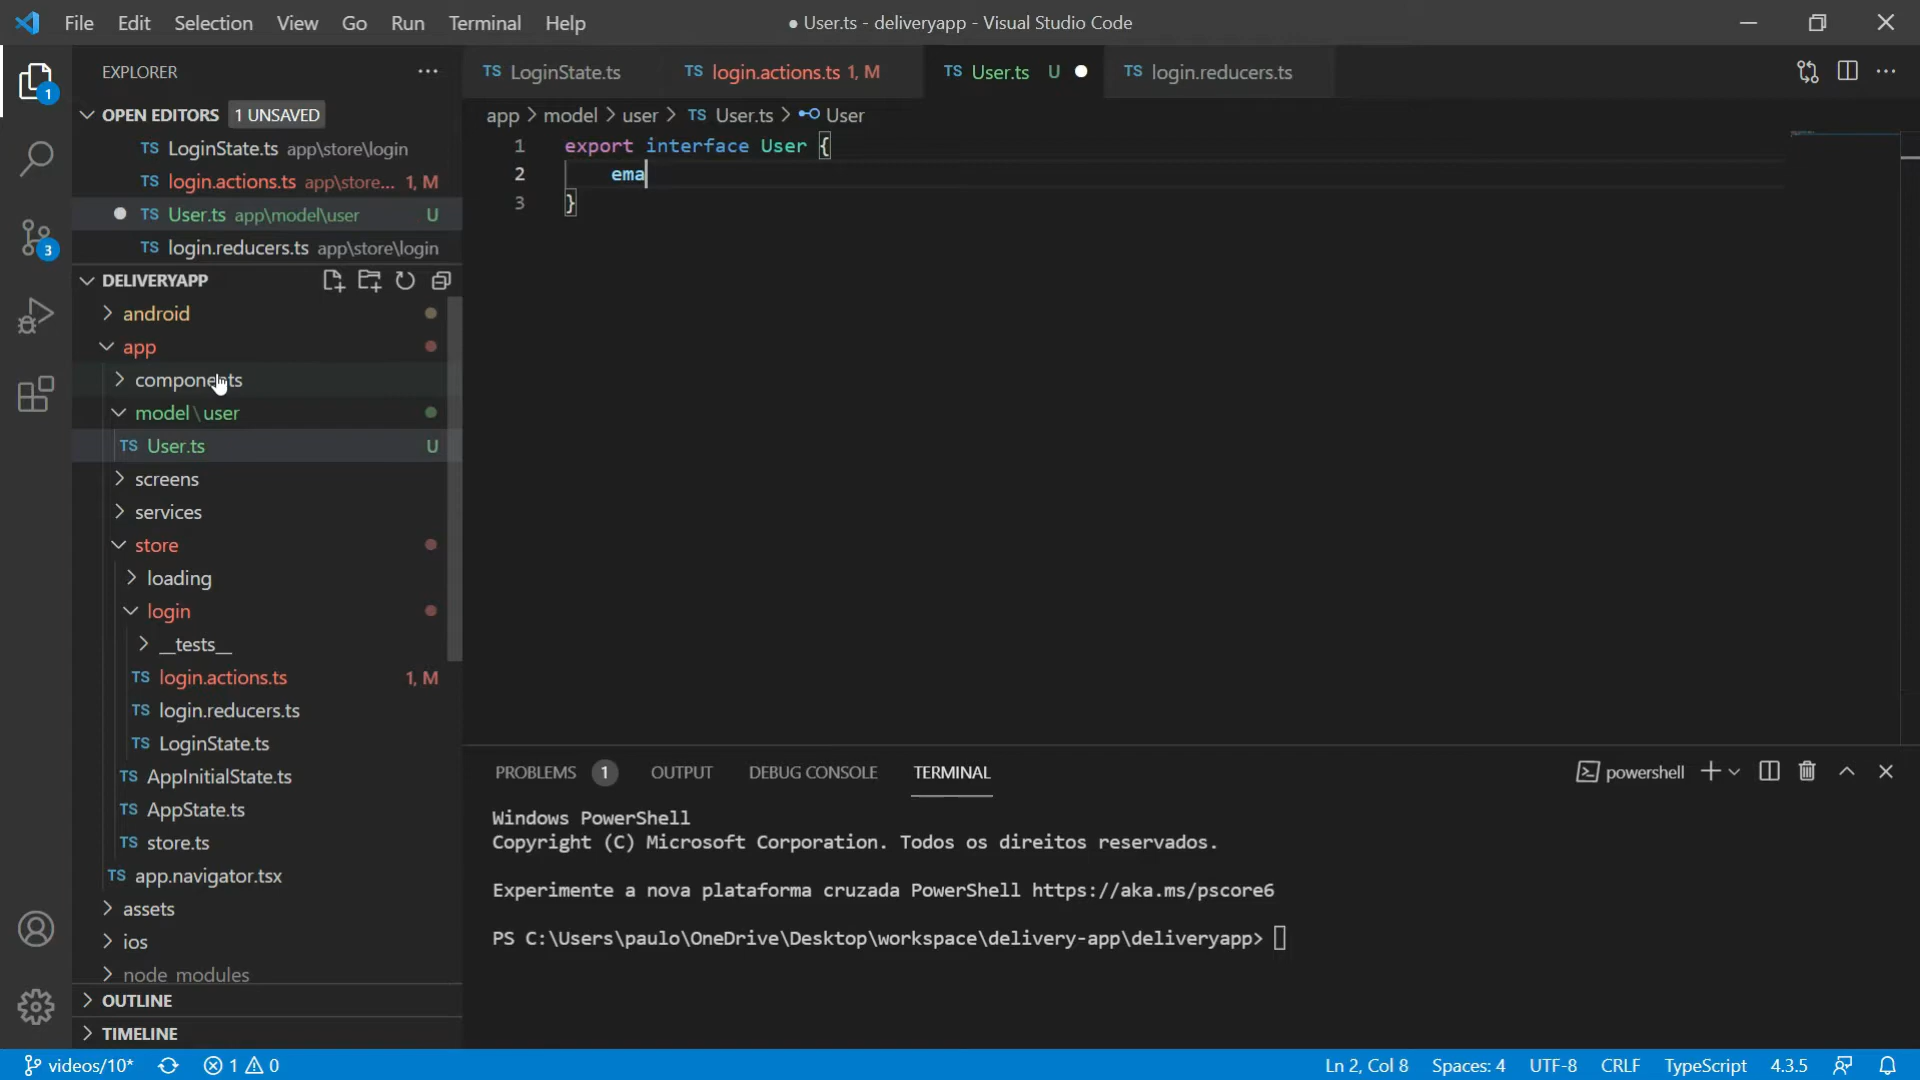 File Edit Selection View Go Run Terminal Help
● User.ts - deliveryapp - Visual Studio Code
EXPLORER
1
3
OPEN EDITORS 1 UNSAVED
TS LoginState.ts app\store\login
TS login.actions.ts app\store... 1, M
TS User.ts app\model\user U
TS login.reducers.ts app\store\login
DELIVERYAPP
android
app
components
model\user
TS User.ts U
screens
services
store
loading
login
__tests__
TS login.actions.ts 1, M
TS login.reducers.ts
TS LoginState.ts
TS AppInitialState.ts
TS AppState.ts
TS store.ts
TS app.navigator.tsx
assets
ios
node_modules
OUTLINE
TIMELINE
TS LoginState.ts TS login.actions.ts 1, M TS User.ts U ● TS login.reducers.ts
app > model > user > TS User.ts > User
1 export interface User {
2 ema
3 }
PROBLEMS 1 OUTPUT DEBUG CONSOLE TERMINAL
powershell
Windows PowerShell
Copyright (C) Microsoft Corporation. Todos os direitos reservados.
Experimente a nova plataforma cruzada PowerShell https://aka.ms/pscore6
PS C:\Users\paulo\OneDrive\Desktop\workspace\delivery-app\deliveryapp>
videos/10* 1 0
Ln 2, Col 8 Spaces: 4 UTF-8 CRLF TypeScript 4.3.5